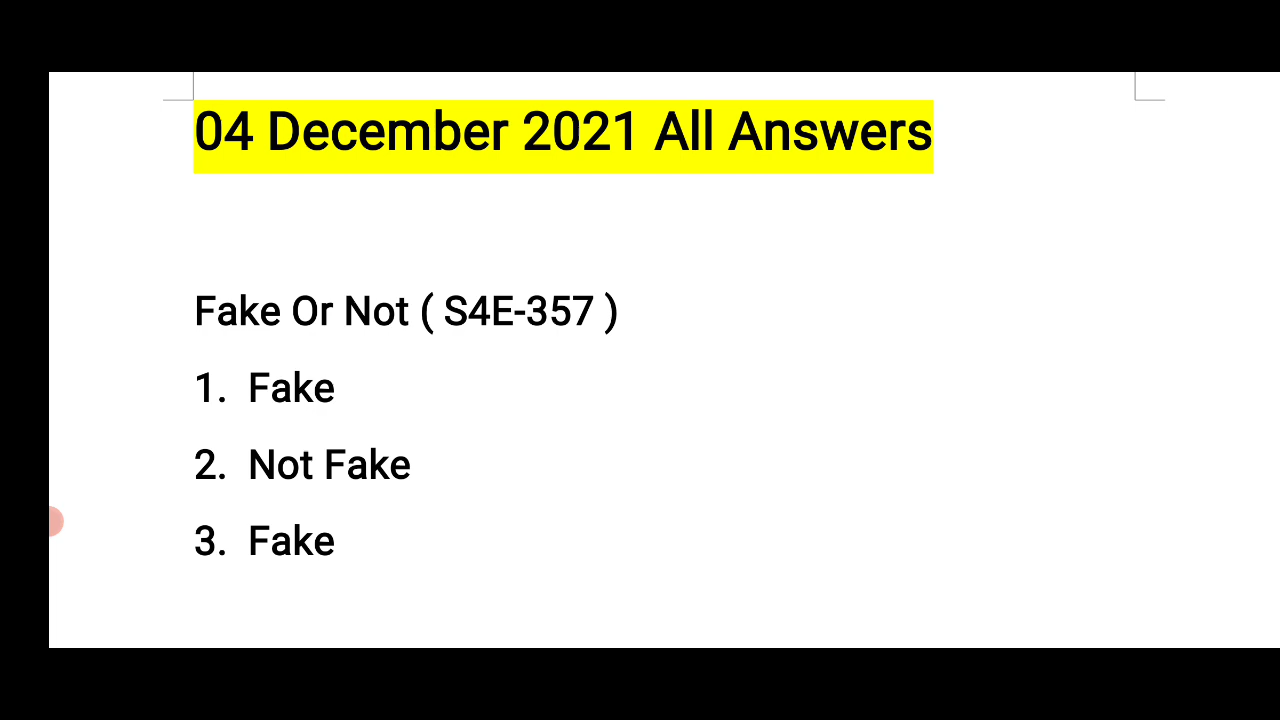 04 December 2021 All Answers
Fake Or Not ( S4E-357 )
1. Fake
2. Not Fake
3. Fake